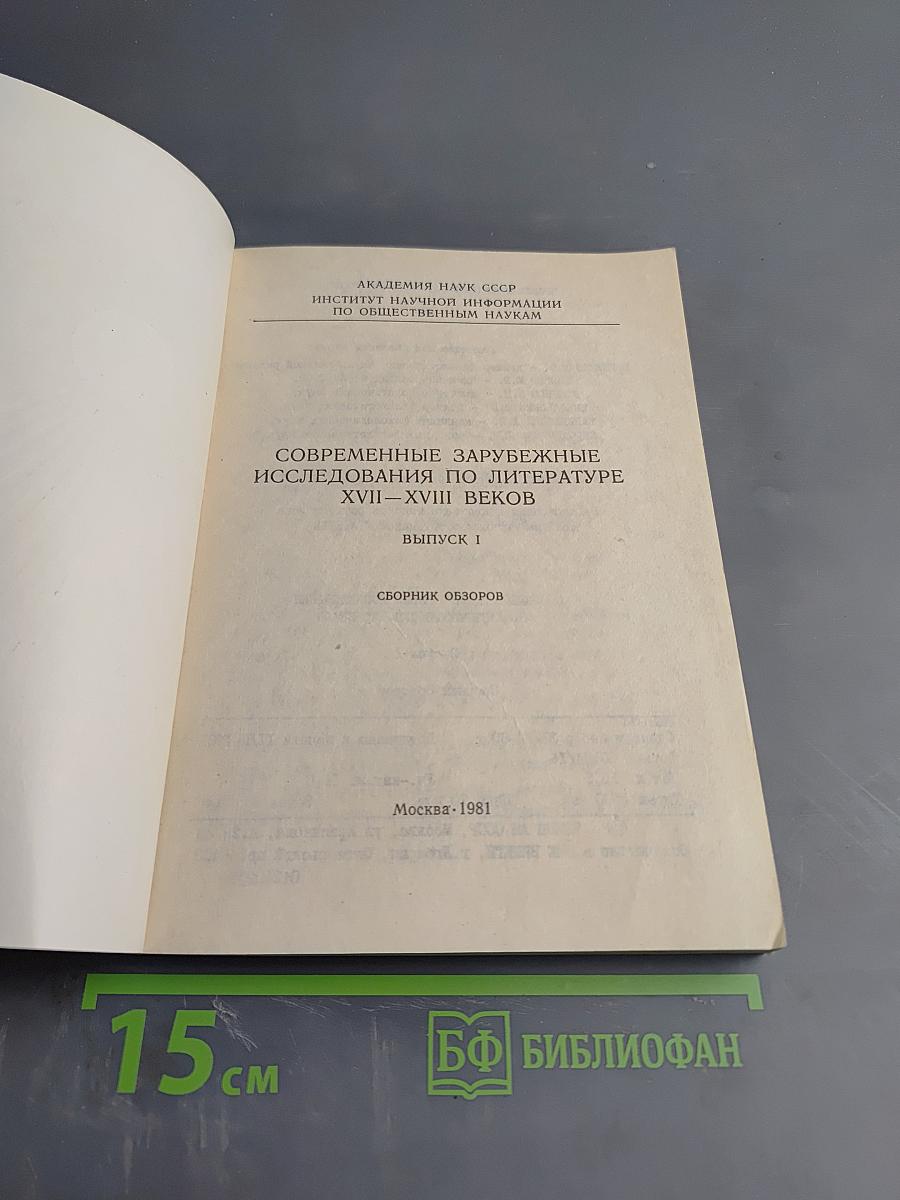 АКАДЕМИЯ НАУК СССР
ИНСТИТУТ НАУЧНОЙ ИНФОРМАЦИИ
ПО ОБЩЕСТВЕННЫМ НАУКАМ
СОВРЕМЕННЫЕ ЗАРУБЕЖНЫЕ
ИССЛЕДОВАНИЯ ПО ЛИТЕРАТУРЕ
XVII—XVIII ВЕКОВ
ВЫПУСК I
СБОРНИК ОБЗОРОВ
Москва·1981
15 см
БФ БИБЛИОФАН